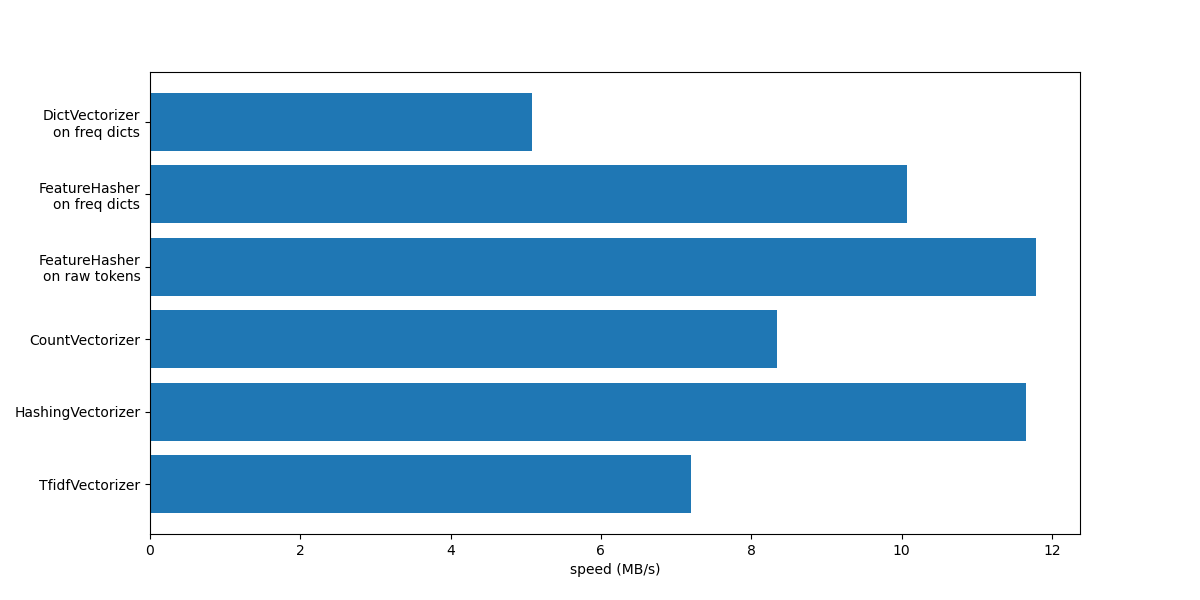 DictVectorizer
on freq dicts
FeatureHasher
on freq dicts
FeatureHasher
on raw tokens
CountVectorizer
HashingVectorizer
TfidfVectorizer
0 2 4 6 8 10 12
speed (MB/s)